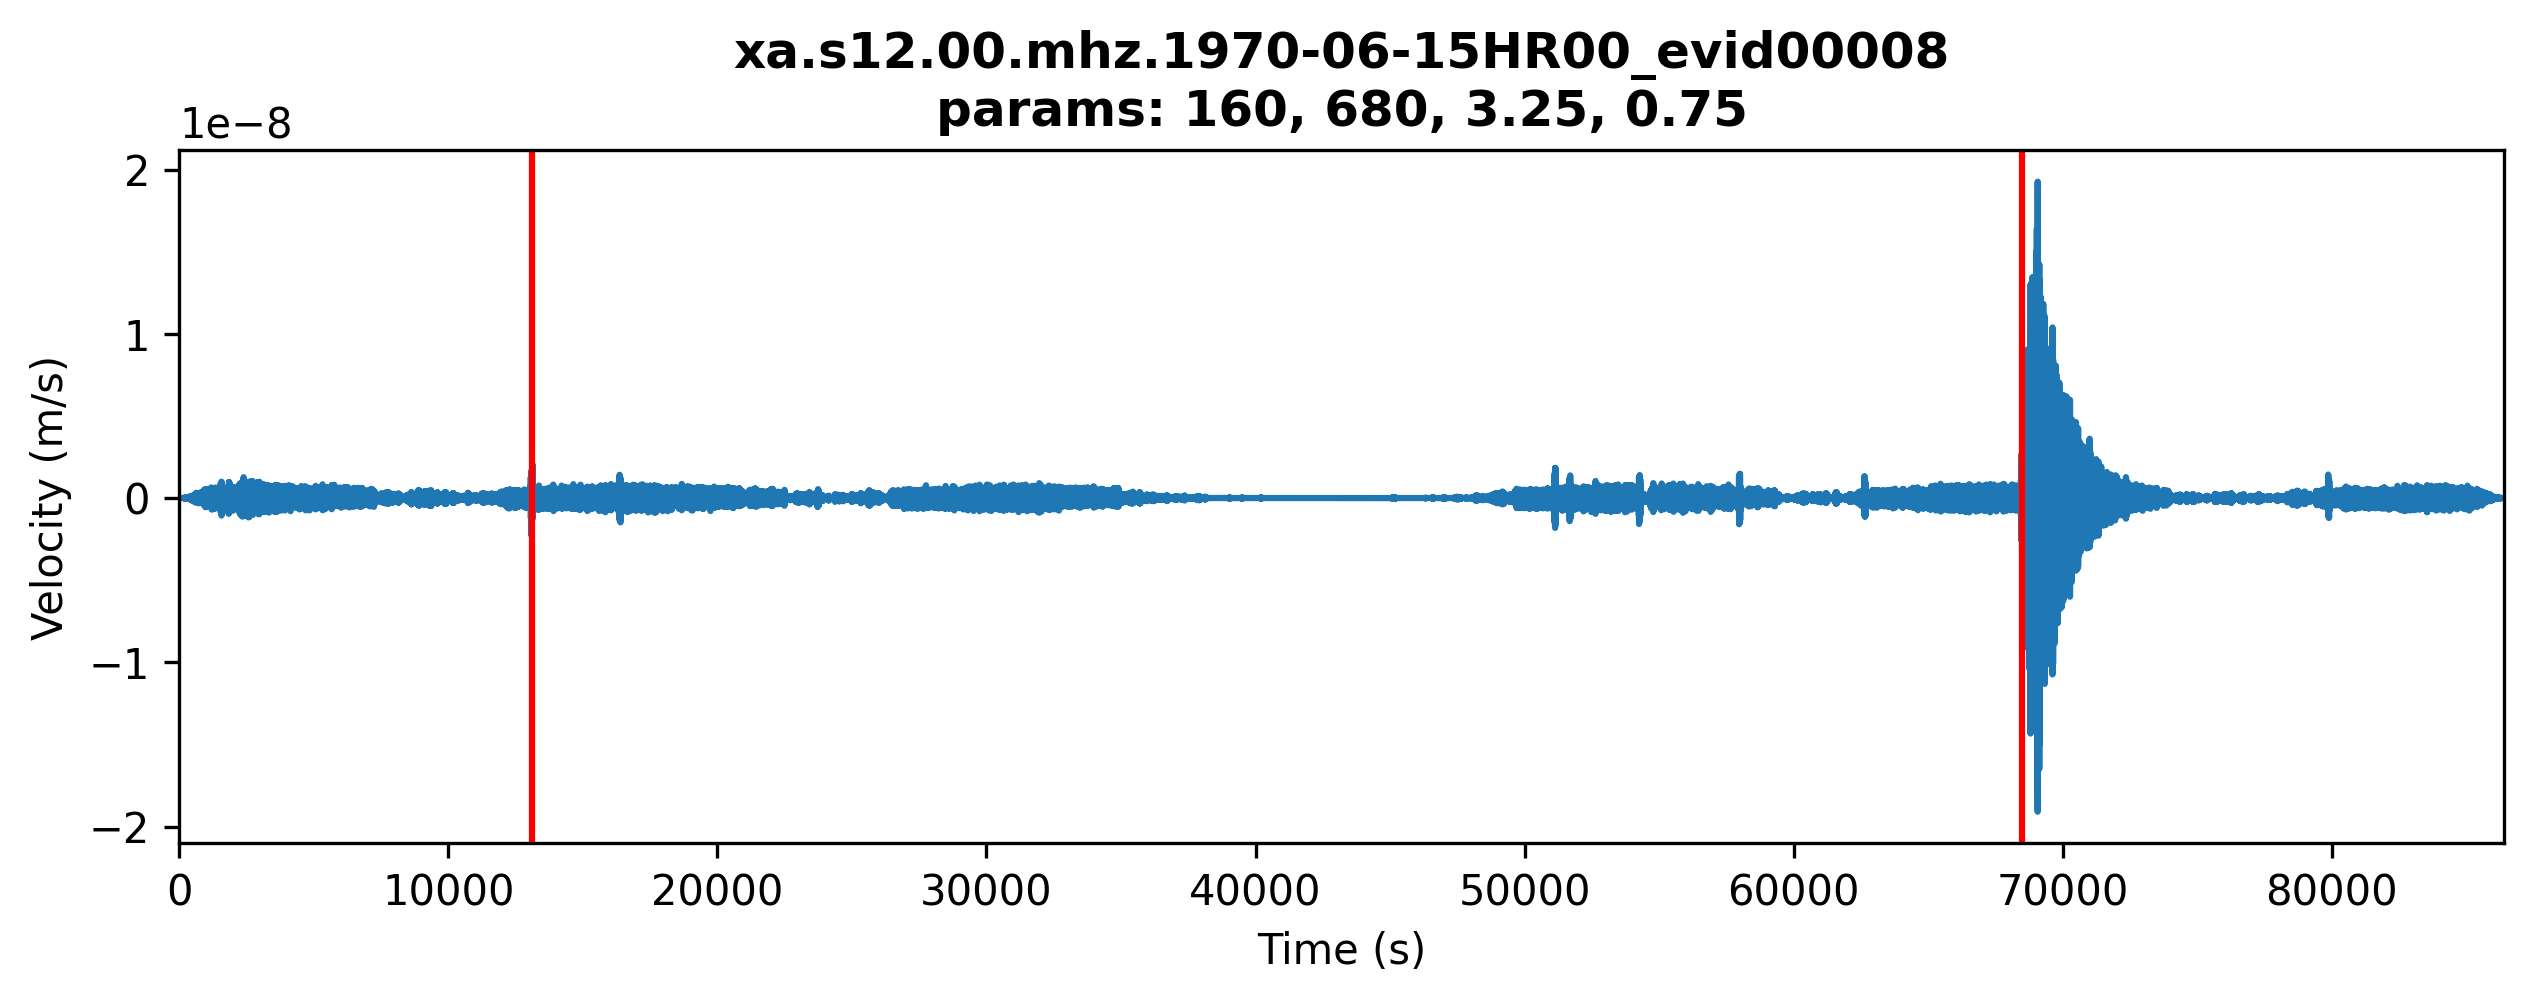 xa.s12.00.mhz.1970-06-15HR00_evid00008
params: 160, 680, 3.25, 0.75
1e−8
2
1
0
−1
−2
Velocity (m/s)
0 10000 20000 30000 40000 50000 60000 70000 80000
Time (s)